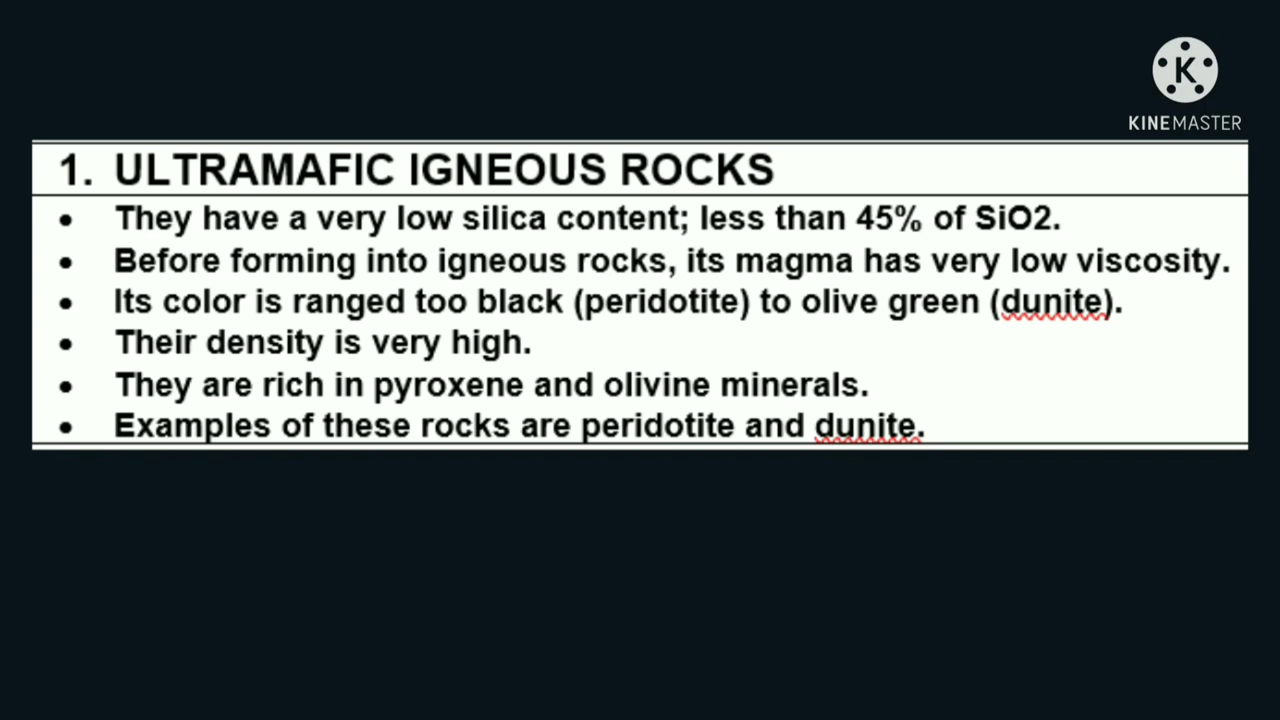 K
KINEMASTER
1. ULTRAMAFIC IGNEOUS ROCKS
• They have a very low silica content; less than 45% of SiO2.
• Before forming into igneous rocks, its magma has very low viscosity.
• Its color is ranged too black (peridotite) to olive green (dunite).
• Their density is very high.
• They are rich in pyroxene and olivine minerals.
• Examples of these rocks are peridotite and dunite.